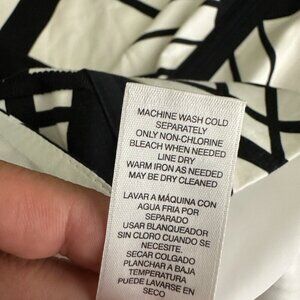 MACHINE WASH COLD
SEPARATELY
ONLY NON-CHLORINE
BLEACH WHEN NEEDED
LINE DRY
WARM IRON AS NEEDED
MAY BE DRY CLEANED
LAVAR A MÁQUINA CON
AGUA FRIA POR
SEPARADO
USAR BLANQUEADOR
SIN CLORO CUANDO SE
NECESITE.
SECAR COLGADO
PLANCHAR A BAJA
TEMPERATURA
PUEDE LAVARSE EN
SECO